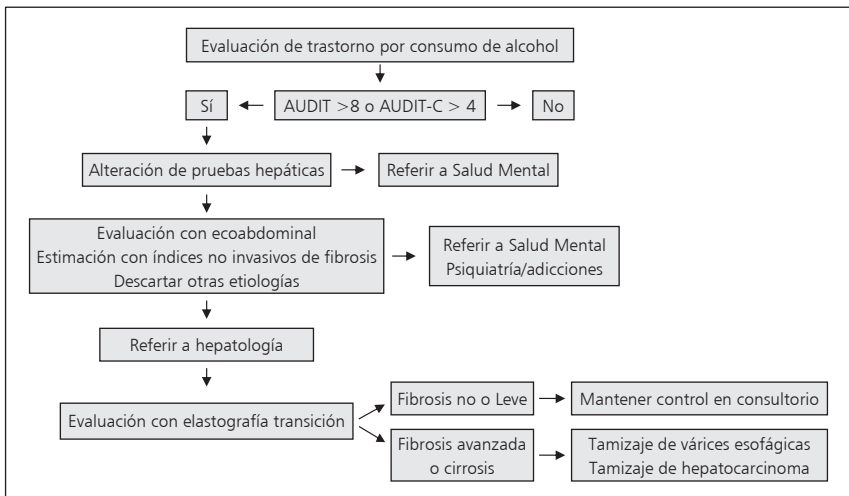 Evaluación de trastorno por consumo de alcohol
Sí
AUDIT >8 o AUDIT-C > 4
No
Alteración de pruebas hepáticas
Referir a Salud Mental
Evaluación con ecoabdominal
Estimación con índices no invasivos de fibrosis
Descartar otras etiologías
Referir a Salud Mental
Psiquiatría/adicciones
Referir a hepatología
Evaluación con elastografía transición
Fibrosis no o Leve
Mantener control en consultorio
Fibrosis avanzada
o cirrosis
Tamizaje de várices esofágicas
Tamizaje de hepatocarcinoma